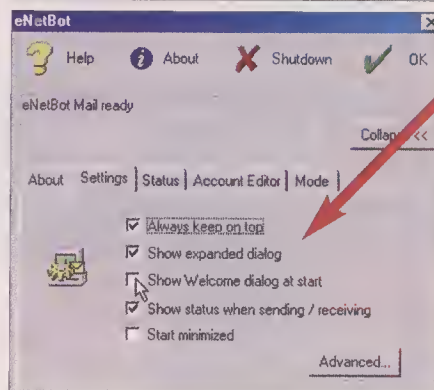 eNetBot
Help About Shutdown OK
eNetBot Mail ready
<<
About Settings Status Account Editor Mode
Always keep on top
Show expanded dialog
Show Welcome dialog at start
Show status when sending / receiving
Start minimized
Advanced...